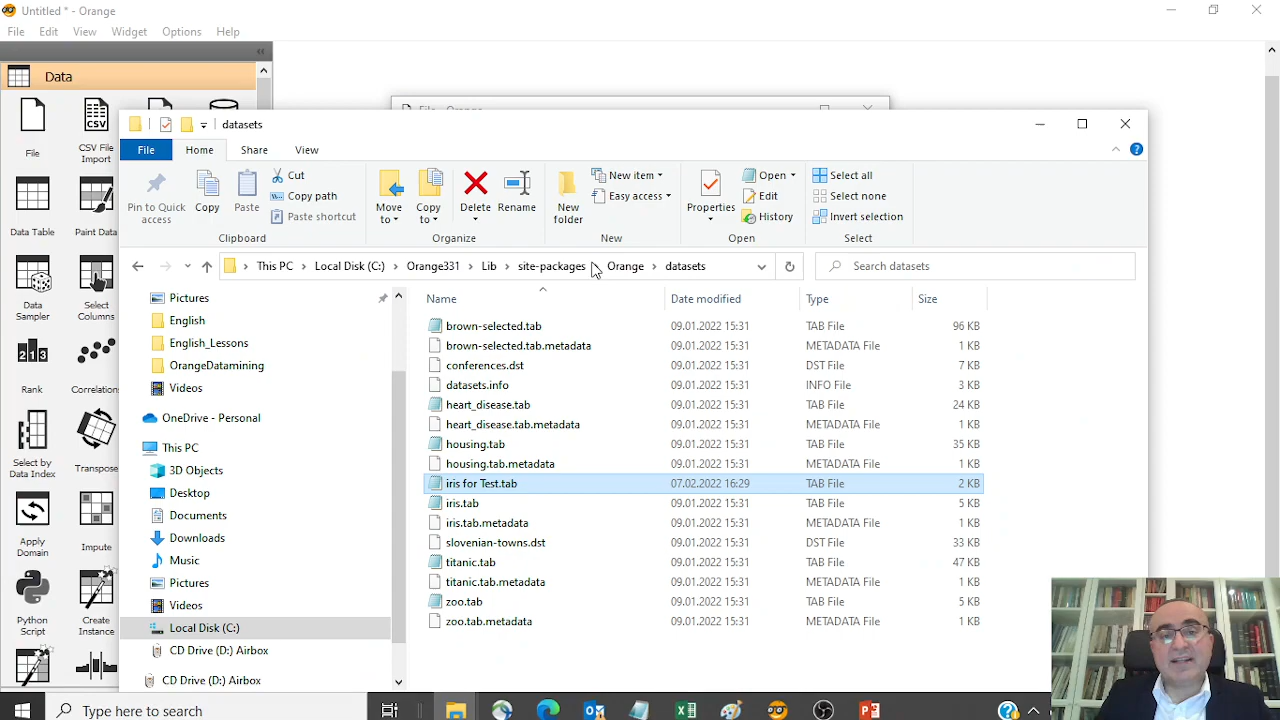 Untitled * - Orange
File Edit View Widget Options Help
Data
File
CSV File Import
Data Table
Paint Data
Data Sampler
Select Columns
Rank
Correlations
Select by Data Index
Transpose
Apply Domain
Impute
Python Script
Create Instance
datasets
File Home Share View
Pin to Quick access
Copy
Paste
Cut
Copy path
Paste shortcut
Clipboard
Move to
Copy to
Delete
Rename
Organize
New folder
New item
Easy access
New
Properties
Open
Edit
History
Open
Select all
Select none
Invert selection
Select
This PC › Local Disk (C:) › Orange331 › Lib › site-packages › Orange › datasets
Search datasets
Pictures
English
English_Lessons
OrangeDatamining
Videos
OneDrive - Personal
This PC
3D Objects
Desktop
Documents
Downloads
Music
Pictures
Videos
Local Disk (C:)
CD Drive (D:) Airbox
CD Drive (D:) Airbox
Name Date modified Type Size
brown-selected.tab 09.01.2022 15:31 TAB File 96 KB
brown-selected.tab.metadata 09.01.2022 15:31 METADATA File 1 KB
conferences.dst 09.01.2022 15:31 DST File 7 KB
datasets.info 09.01.2022 15:31 INFO File 3 KB
heart_disease.tab 09.01.2022 15:31 TAB File 24 KB
heart_disease.tab.metadata 09.01.2022 15:31 METADATA File 1 KB
housing.tab 09.01.2022 15:31 TAB File 35 KB
housing.tab.metadata 09.01.2022 15:31 METADATA File 1 KB
iris for Test.tab 07.02.2022 16:29 TAB File 2 KB
iris.tab 09.01.2022 15:31 TAB File 5 KB
iris.tab.metadata 09.01.2022 15:31 METADATA File 1 KB
slovenian-towns.dst 09.01.2022 15:31 DST File 33 KB
titanic.tab 09.01.2022 15:31 TAB File 47 KB
titanic.tab.metadata 09.01.2022 15:31 METADATA File 1 KB
zoo.tab 09.01.2022 15:31 TAB File 5 KB
zoo.tab.metadata 09.01.2022 15:31 METADATA File 1 KB
Type here to search